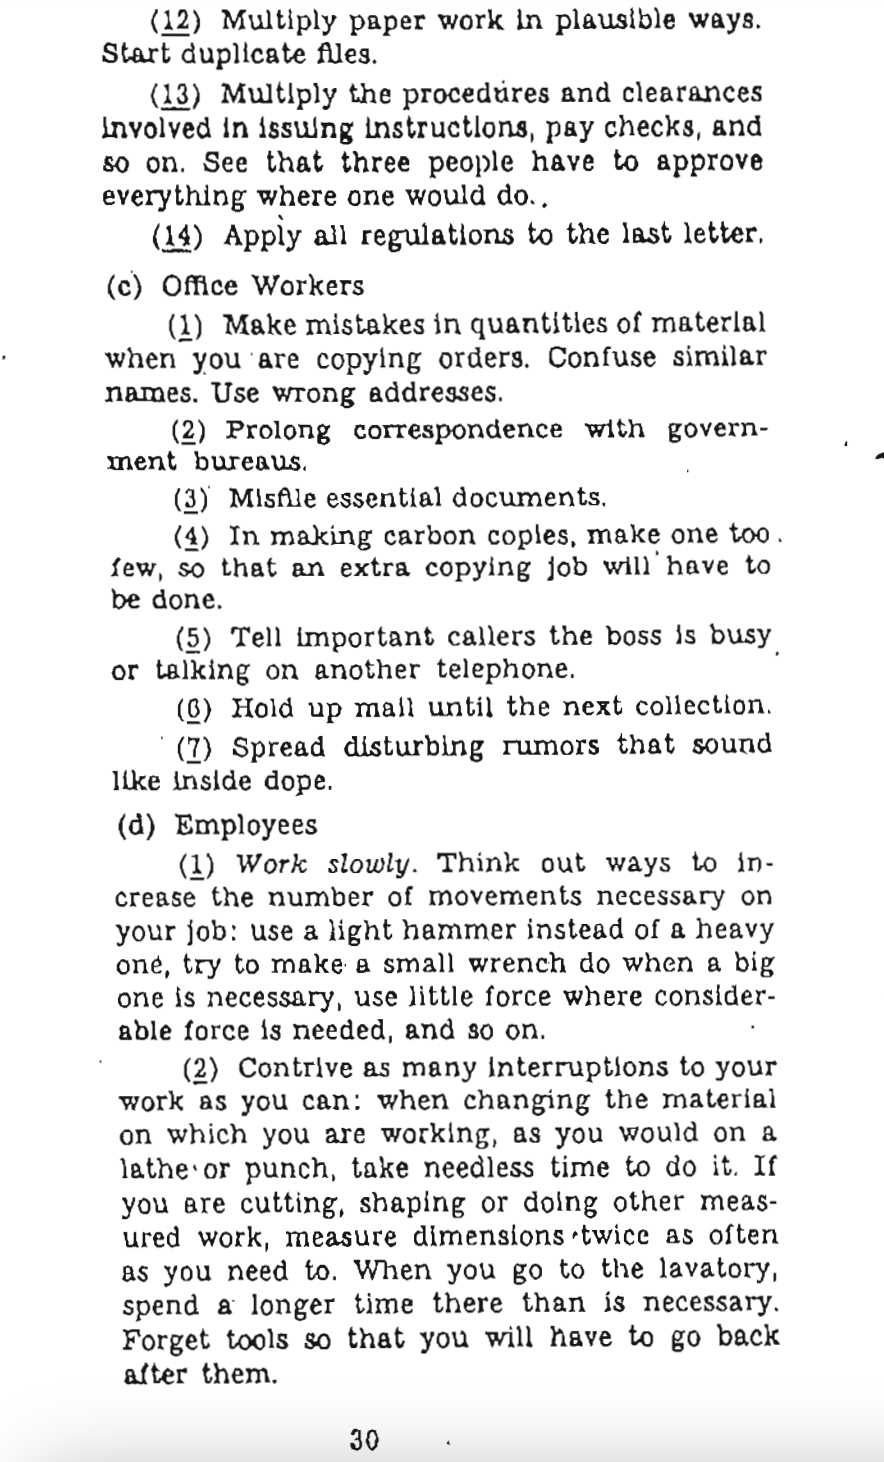 (12) Multiply paper work in plausible ways.
Start duplicate files.
(13) Multiply the procedures and clearances
involved in issuing instructions, pay checks, and
so on. See that three people have to approve
everything where one would do..
(14) Apply all regulations to the last letter.
(c) Office Workers
(1) Make mistakes in quantities of material
when you are copying orders. Confuse similar
names. Use wrong addresses.
(2) Prolong correspondence with govern-
ment bureaus.
(3) Misfile essential documents.
(4) In making carbon copies, make one too
few, so that an extra copying job will have to
be done.
(5) Tell important callers the boss is busy
or talking on another telephone.
(6) Hold up mail until the next collection.
(7) Spread disturbing rumors that sound
like inside dope.
(d) Employees
(1) Work slowly. Think out ways to in-
crease the number of movements necessary on
your job: use a light hammer instead of a heavy
one, try to make a small wrench do when a big
one is necessary, use little force where consider-
able force is needed, and so on.
(2) Contrive as many interruptions to your
work as you can: when changing the material
on which you are working, as you would on a
lathe or punch, take needless time to do it. If
you are cutting, shaping or doing other meas-
ured work, measure dimensions twice as often
as you need to. When you go to the lavatory,
spend a longer time there than is necessary.
Forget tools so that you will have to go back
after them.
30